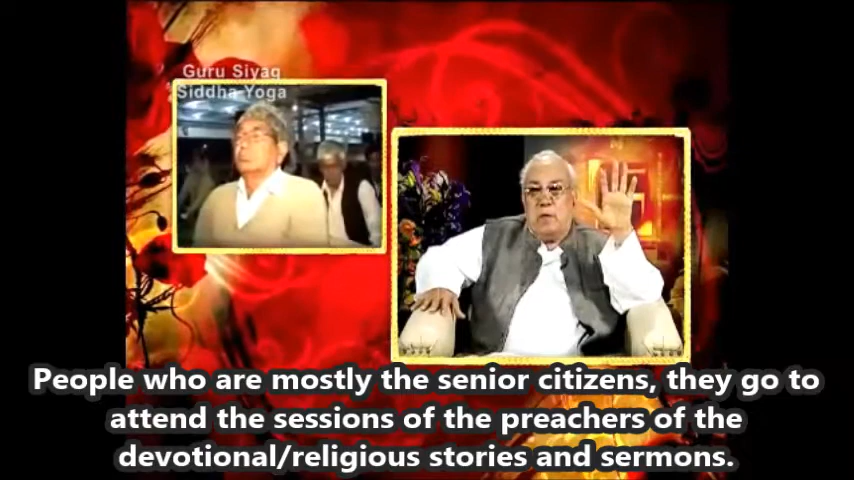 Guru Siyag
Siddha Yoga
People who are mostly the senior citizens, they go to
attend the sessions of the preachers of the
devotional/religious stories and sermons.